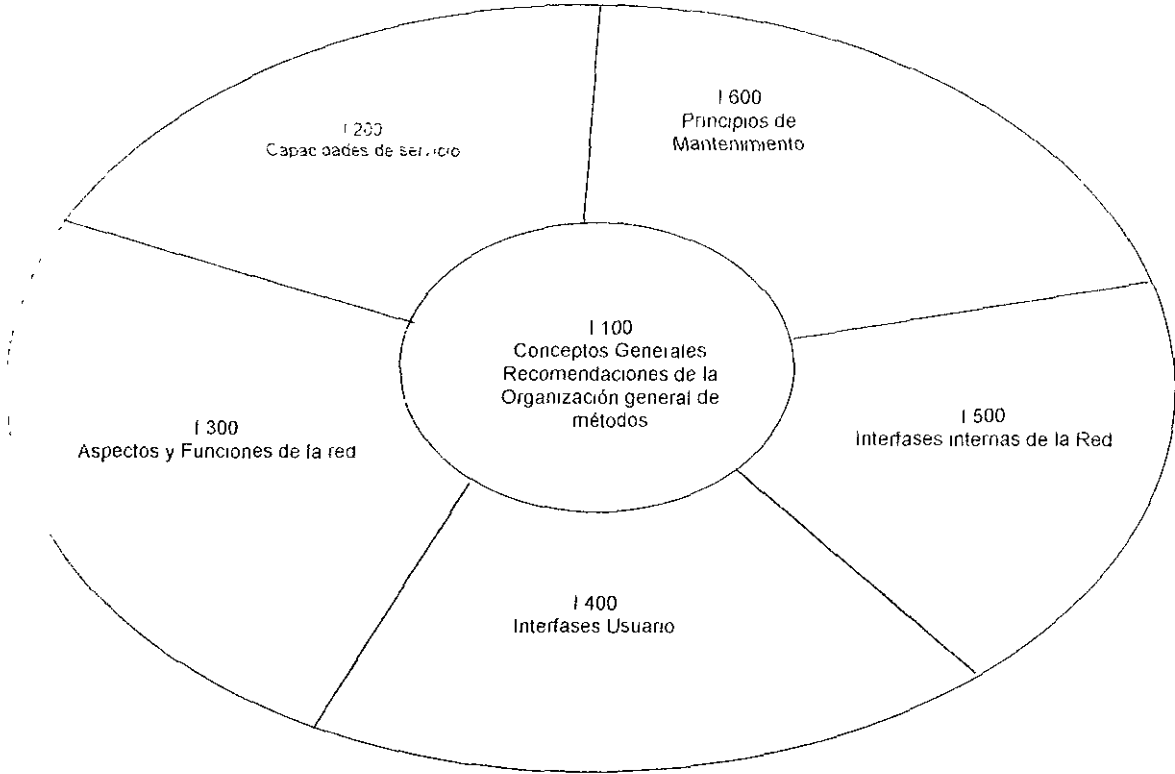 I 200
Capacidades de servicio
I 600
Principios de
Mantenimiento
I 100
Conceptos Generales
Recomendaciones de la
Organización general de
métodos
I 300
Aspectos y Funciones de la red
I 500
Interfases internas de la Red
I 400
Interfases Usuario